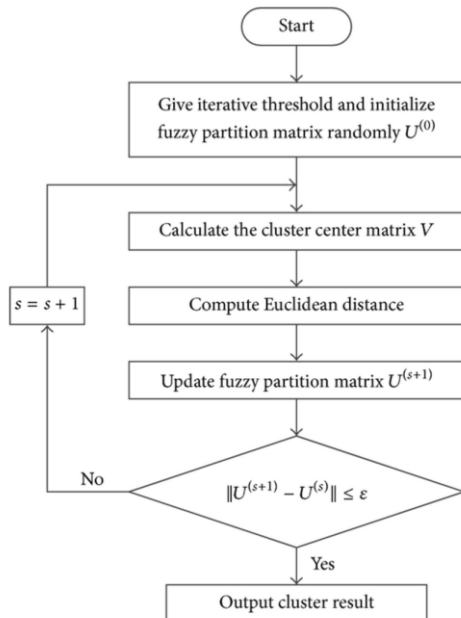 Start
Give iterative threshold and initialize
fuzzy partition matrix randomly U^(0)
Calculate the cluster center matrix V
s = s + 1
Compute Euclidean distance
Update fuzzy partition matrix U^(s+1)
No
‖U^(s+1) − U^(s)‖ ≤ ε
Yes
Output cluster result